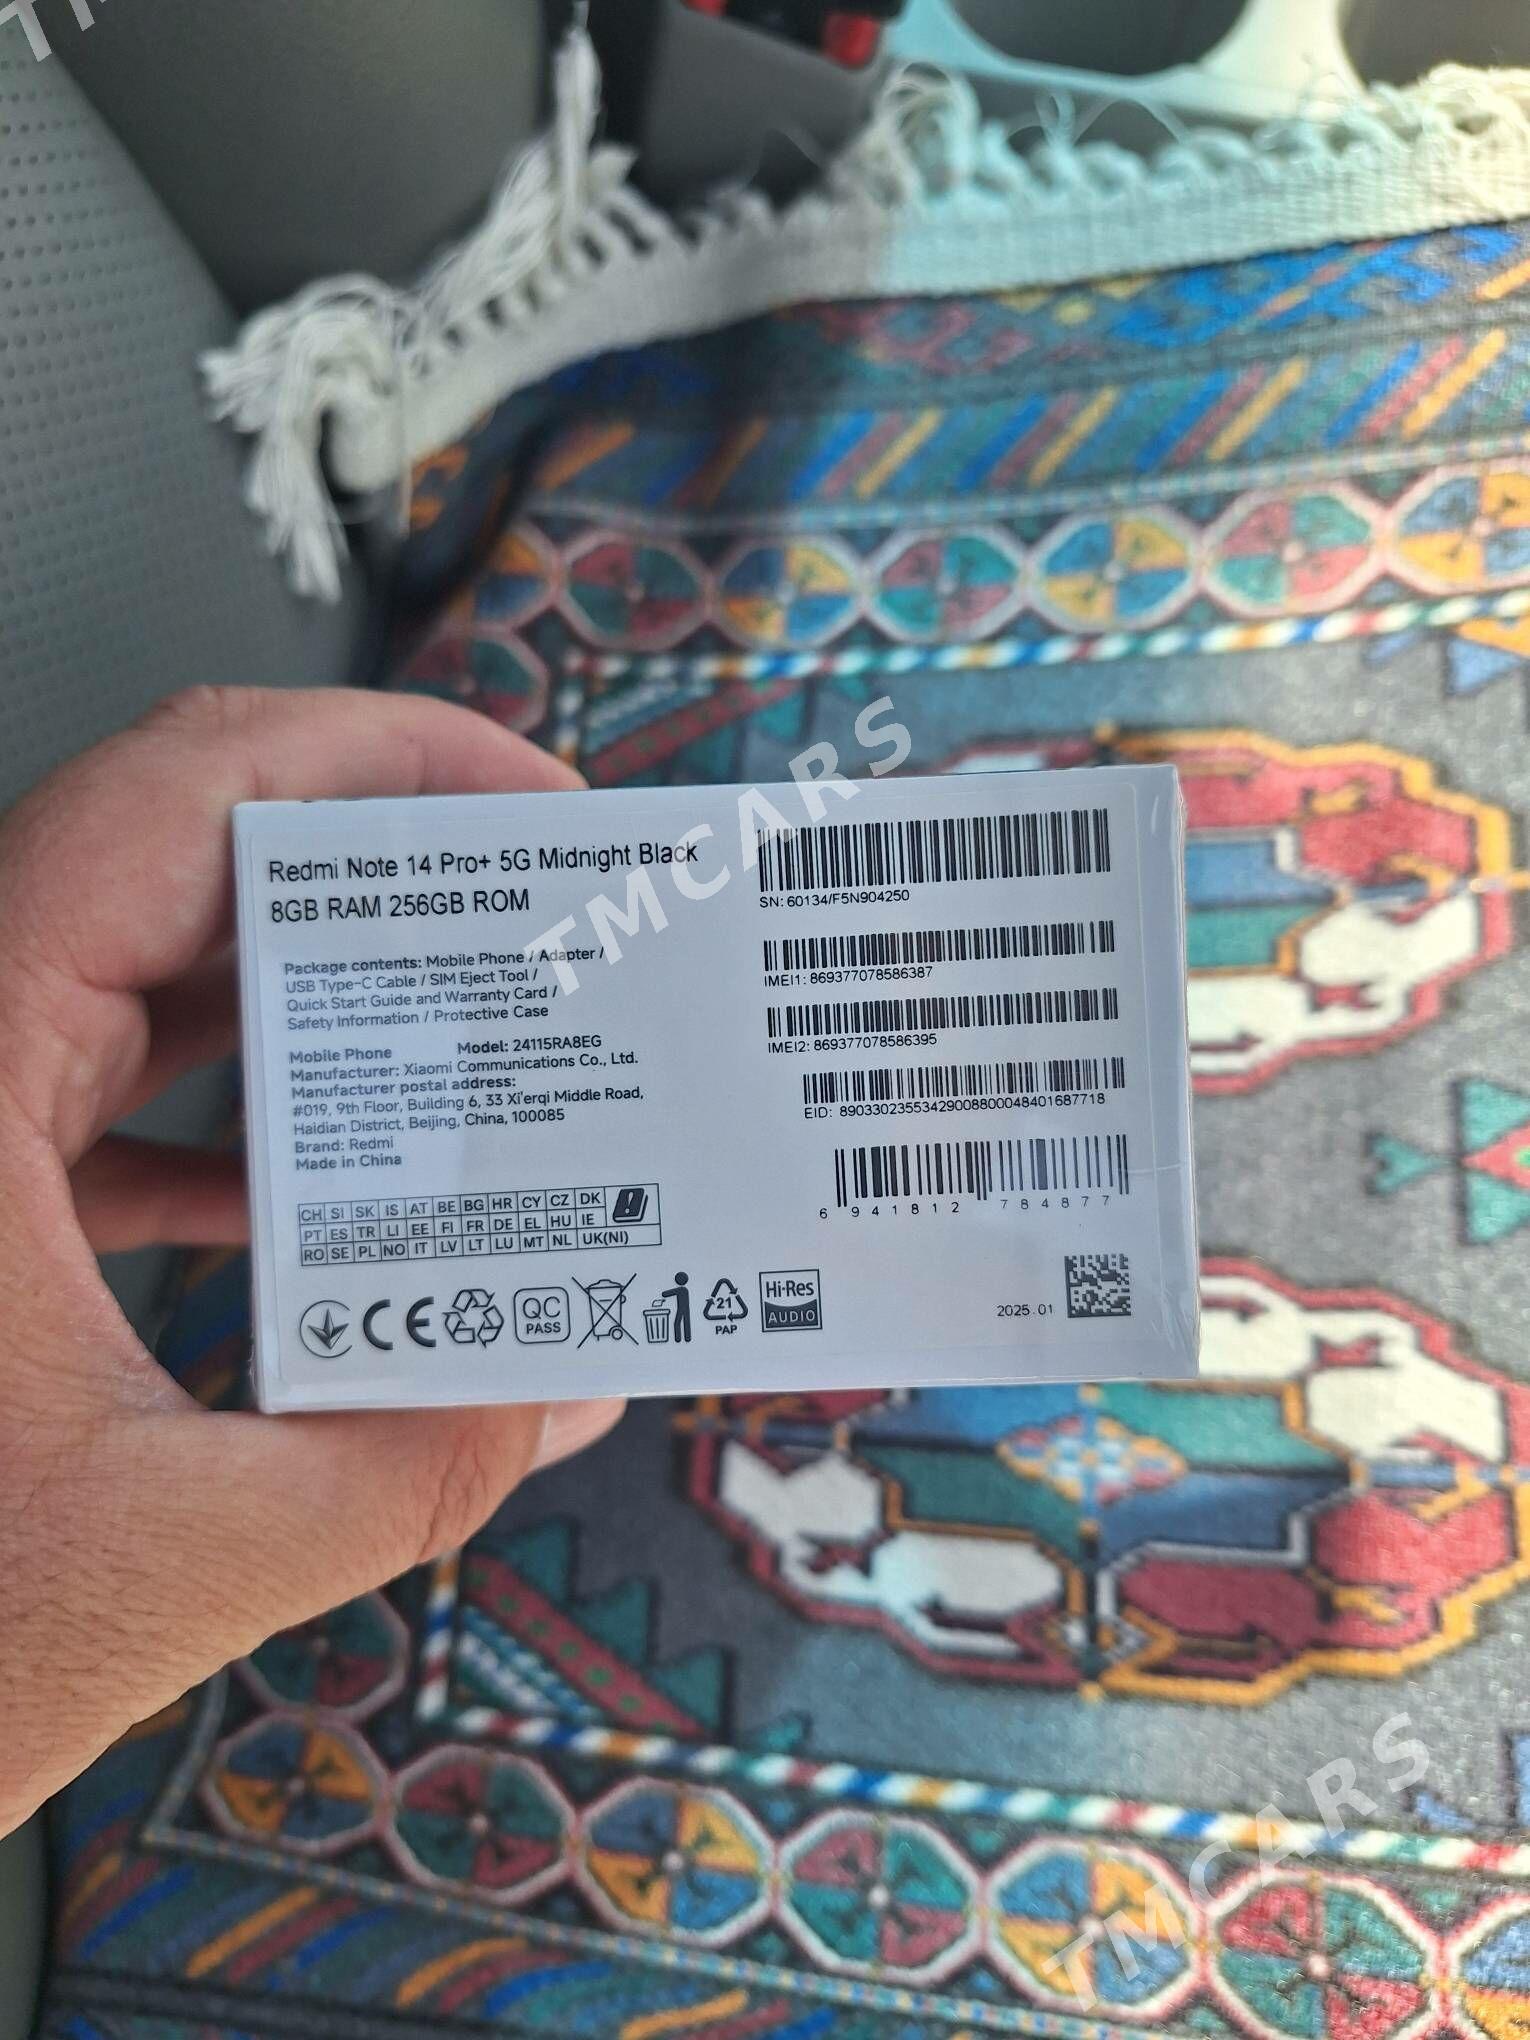 Redmi Note 14 Pro+ 5G Midnight Black
8GB RAM 256GB ROM
Package contents: Mobile Phone / Adapter /
USB Type-C Cable / SIM Eject Tool /
Quick Start Guide and Warranty Card /
Safety Information / Protective Case
Mobile Phone Model: 24115RA8EG
Manufacturer: Xiaomi Communications Co., Ltd.
Manufacturer postal address:
#019, 9th Floor, Building 6, 33 Xi'erqi Middle Road,
Haidian District, Beijing, China, 100085
Brand: Redmi
Made in China
CH SI SK IS AT BE BG HR CY CZ DK
PT ES TR LI EE FI FR DE EL HU IE
RO SE PL NO IT LV LT LU MT NL UK(NI)
CE
QC
PASS
21
PAP
Hi-Res
AUDIO
SN: 60134/F5N904250
IMEI1: 869377078586387
IMEI2: 869377078586395
EID: 89033023553429008800048401687718
6 941812 784877
2025.01
TMCARS
TMCARS